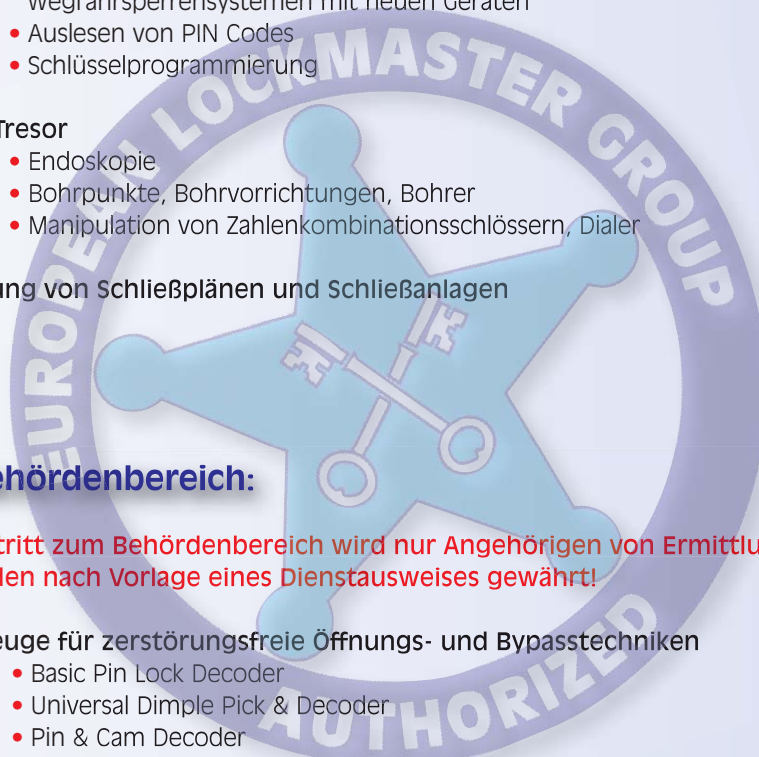 Wegfahrsperrensystemen mit neuen Geräten
• Auslesen von PIN Codes
• Schlüsselprogrammierung
Tresor
• Endoskopie
• Bohrpunkte, Bohrvorrichtungen, Bohrer
• Manipulation von Zahlenkombinationsschlössern, Dialer
ung von Schließplänen und Schließanlagen
ehördenbereich:
tritt zum Behördenbereich wird nur Angehörigen von Ermittlu
den nach Vorlage eines Dienstausweises gewährt!
euge für zerstörungsfreie Öffnungs- und Bypasstechniken
• Basic Pin Lock Decoder
• Universal Dimple Pick & Decoder
• Pin & Cam Decoder
EUROPEAN LOCKMASTER GROUP
AUTHORIZED